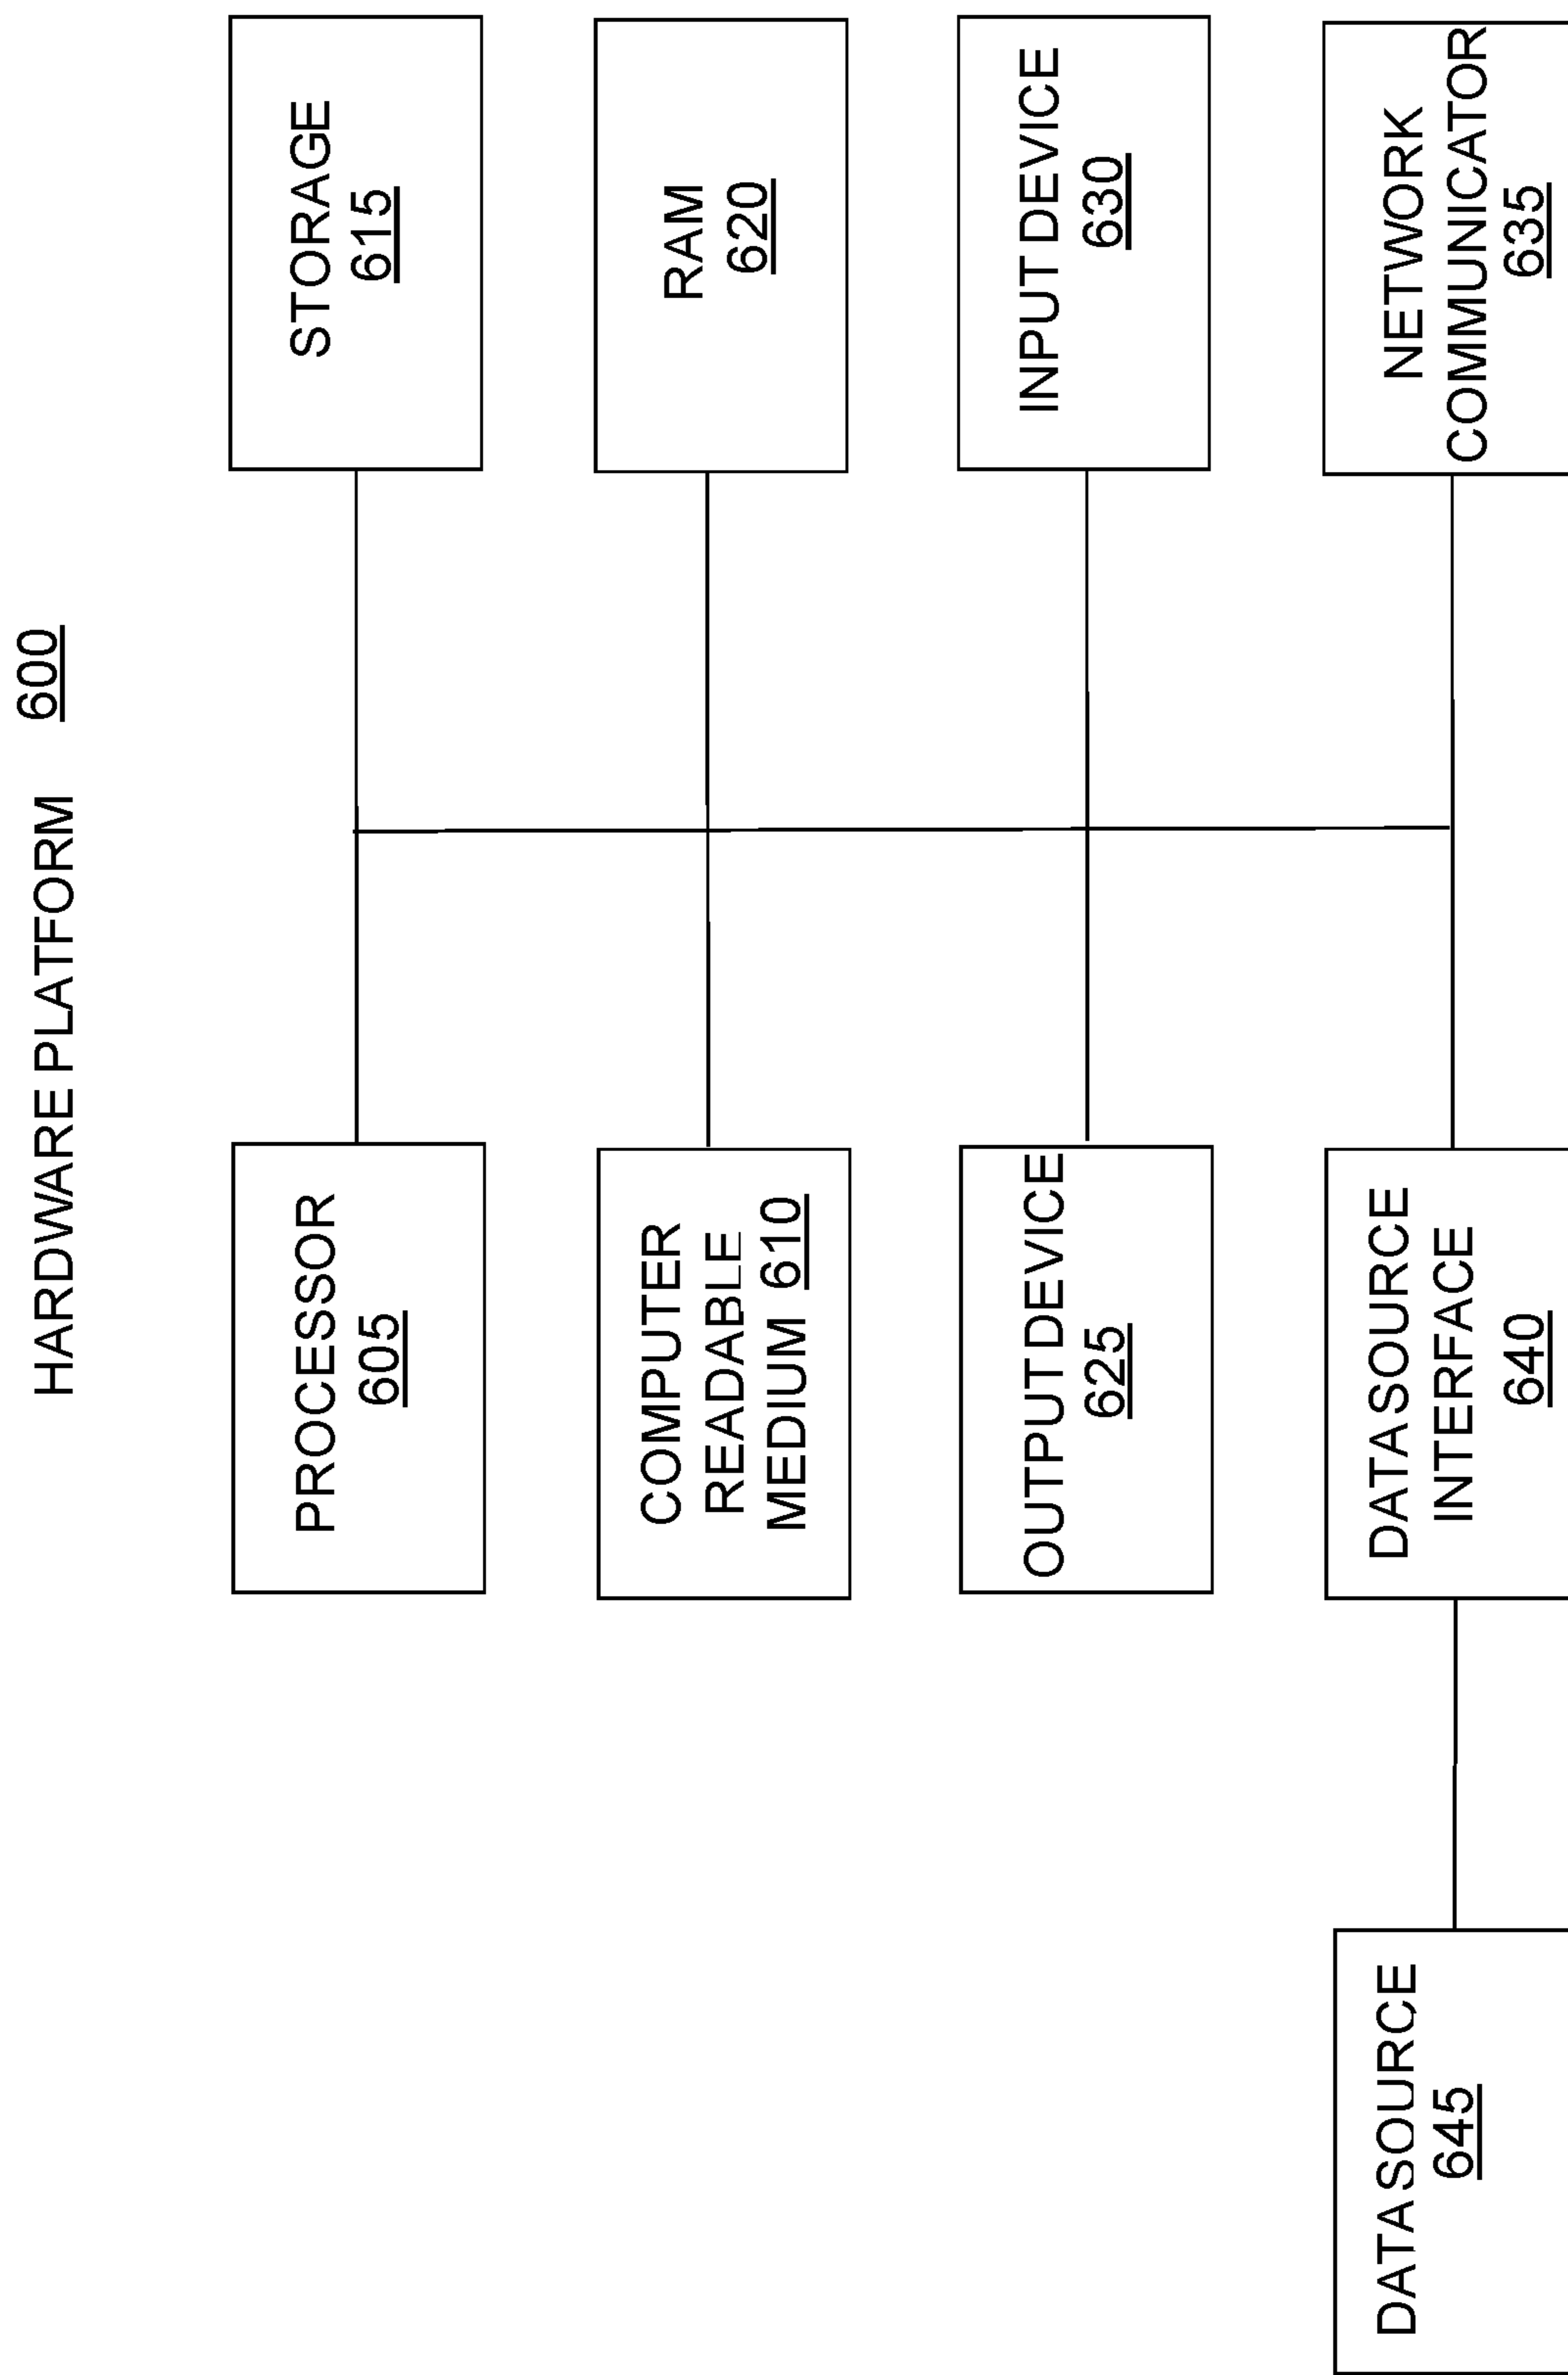 HARDWARE PLATFORM 600
PROCESSOR
605
STORAGE
615
COMPUTER
READABLE
MEDIUM 610
RAM
620
OUTPUT DEVICE
625
INPUT DEVICE
630
DATA SOURCE
645
DATA SOURCE
INTERFACE
640
NETWORK
COMMUNICATOR
635